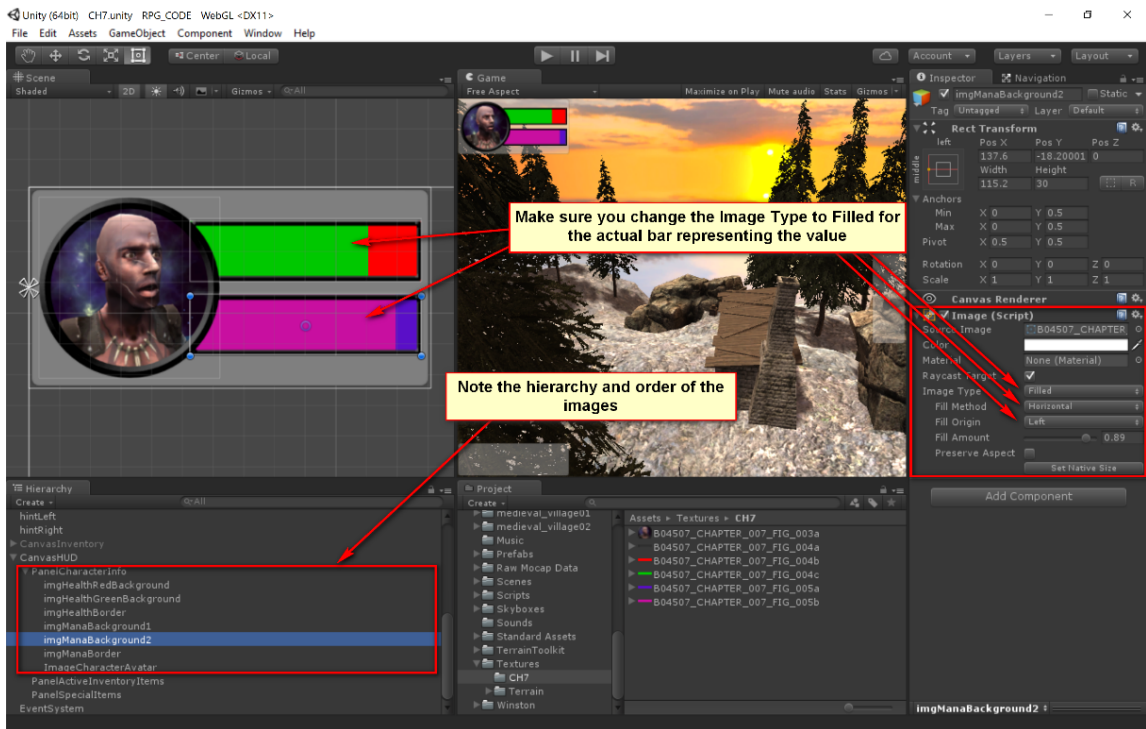 Unity (64bit) CH7.unity RPG_CODE WebGL <DX11>
File Edit Assets GameObject Component Window Help
Center Local
Account Layers Layout
Scene
Shaded 2D Gizmos All
Game
Free Aspect Maximize on Play Mute audio Stats Gizmos
Make sure you change the Image Type to Filled for
the actual bar representing the value
Note the hierarchy and order of the
images
Inspector Navigation
imgManaBackground2 Static
Tag Untagged Layer Default
Rect Transform
left Pos X Pos Y Pos Z
middle
137.6 -18.20001 0
Width Height
115.2 30
R
Anchors
Min X 0 Y 0.5
Max X 0 Y 0.5
Pivot X 0.5 Y 0.5
Rotation X 0 Y 0 Z 0
Scale X 1 Y 1 Z 1
Canvas Renderer
Image (Script)
Source Image B04507_CHAPTER
Color
Material None (Material)
Raycast Target
Image Type Filled
Fill Method Horizontal
Fill Origin Left
Fill Amount 0.89
Preserve Aspect
Set Native Size
Add Component
imgManaBackground2
Hierarchy
Create All
hintLeft
hintRight
CanvasInventory
CanvasHUD
PanelCharacterInfo
imgHealthRedBackground
imgHealthGreenBackground
imgHealthBorder
imgManaBackground1
imgManaBackground2
imgManaBorder
ImageCharacterAvatar
PanelActiveInventoryItems
PanelSpecialItems
EventSystem
Project
Create
medieval_village01
medieval_village02
Music
Prefabs
Raw Mocap Data
Scenes
Scripts
Skyboxes
Sounds
Standard Assets
TerrainToolkit
Textures
CH7
Terrain
Winston
Assets Textures CH7
B04507_CHAPTER_007_FIG_003a
B04507_CHAPTER_007_FIG_004a
B04507_CHAPTER_007_FIG_004b
B04507_CHAPTER_007_FIG_004c
B04507_CHAPTER_007_FIG_005a
B04507_CHAPTER_007_FIG_005b